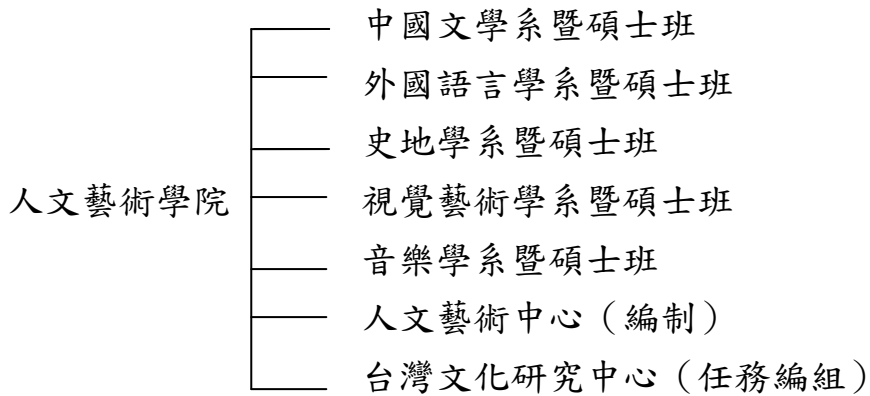 中國文學系暨碩士班
外國語言學系暨碩士班
史地學系暨碩士班
人文藝術學院
視覺藝術學系暨碩士班
音樂學系暨碩士班
人文藝術中心（編制）
台灣文化研究中心（任務編組）